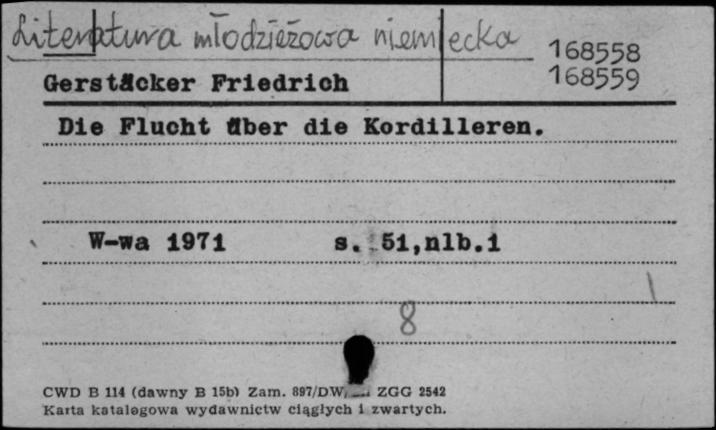 Literatura młodzieżowa niemiecka
168558
168559
Gerstäcker Friedrich
Die Flucht über die Kordilleren.
W-wa 1971 s. 51,nlb.1
8
CWD B 114 (dawny B 15b) Zam. 897/DW/ ZGG 2542
Karta katalogowa wydawnictw ciągłych i zwartych.